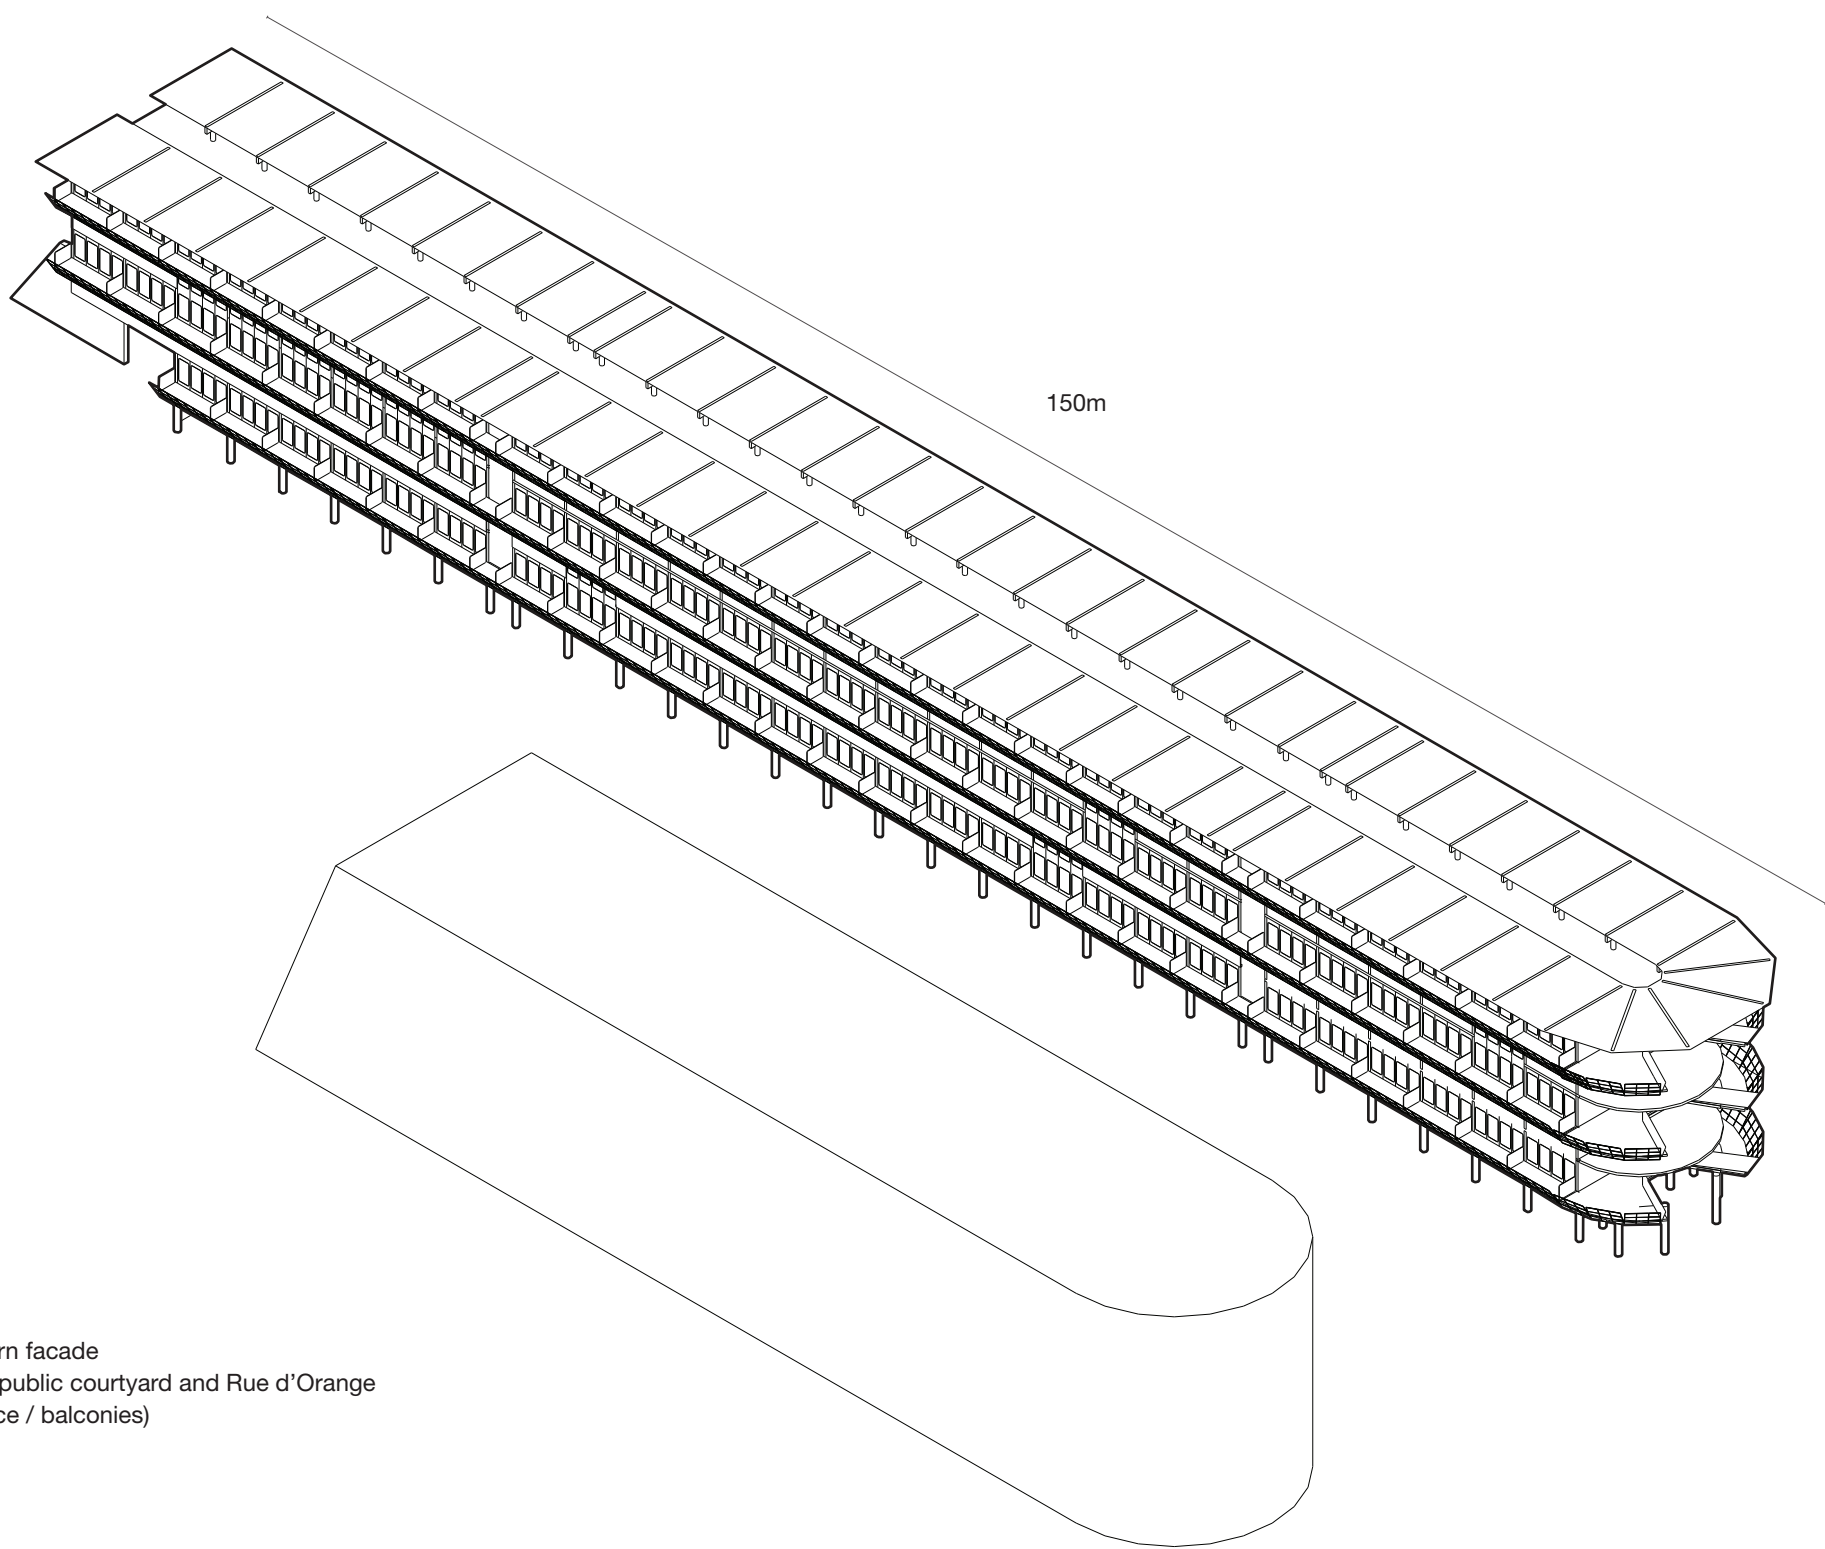 150m
rn facade
public courtyard and Rue d’Orange
ce / balconies)